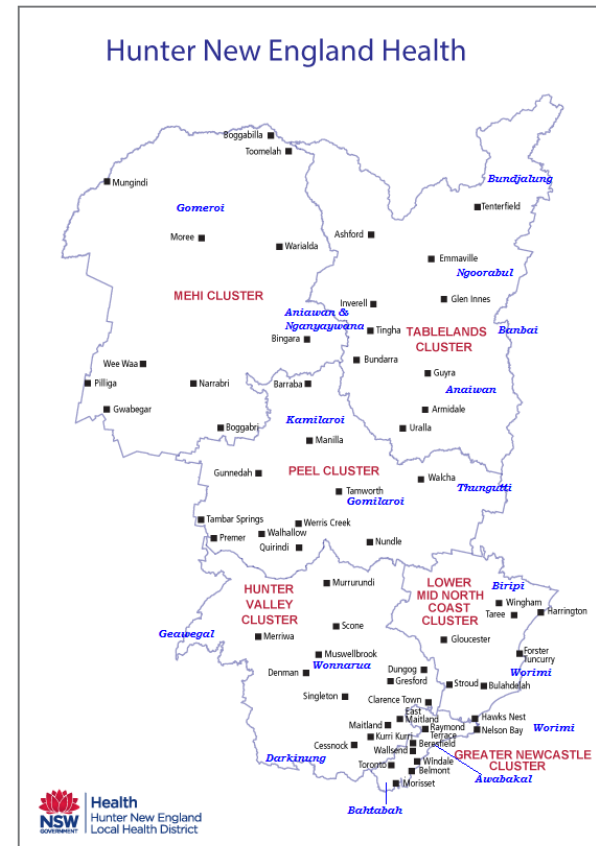 Hunter New England Health
Boggabilla
Toomelah
Mungindi
Bundjalung
Gomeroi
Tenterfield
Moree
Ashford
Warialda
Emmaville
Ngoorabul
MEHI CLUSTER
Inverell
Glen Innes
Aniawan &
Nganyaywana
Tingha
TABLELANDS
CLUSTER
Banbai
Bingara
Wee Waa
Bundarra
Guyra
Pilliga
Narrabri
Barraba
Anaiwan
Gwabegar
Armidale
Kamilaroi
Boggabri
Uralla
Manilla
Gunnedah
PEEL CLUSTER
Walcha
Tamworth
Thungutti
Gomilaroi
Tambar Springs
Werris Creek
Premer
Walhallow
Quirindi
Nundle
Murrurundi
HUNTER
VALLEY
CLUSTER
LOWER
MID NORTH
COAST
CLUSTER
Biripi
Wingham
Taree
Harrington
Scone
Geawegal
Merriwa
Gloucester
Muswellbrook
Forster
Tuncurry
Wonnarua
Denman
Dungog
Gresford
Worimi
Stroud
Bulahdelah
Singleton
Clarence Town
East
Maitland
Maitland
Hawks Nest
Raymond
Terrace
Nelson Bay
Worimi
Kurri Kurri
Cessnock
Beresfield
Wallsend
GREATER NEWCASTLE
CLUSTER
Darkinung
Toronto
Windale
Belmont
Awabakal
Morisset
Bahtabah
NSW
GOVERNMENT
Health
Hunter New England
Local Health District